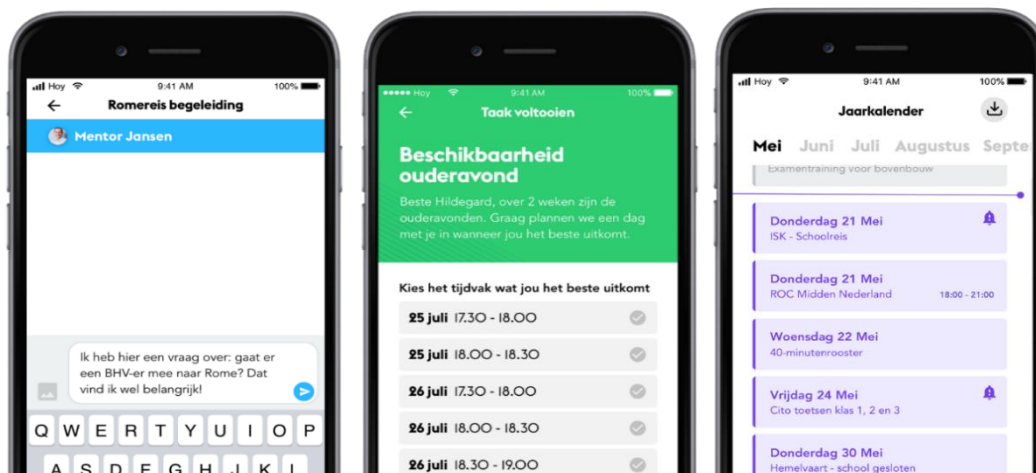 Hoy 9:41 AM 100%
Romereis begeleiding
Mentor Jansen
Ik heb hier een vraag over: gaat er
een BHV-er mee naar Rome? Dat
vind ik wel belangrijk!
Q W E R T Y U I O P
A S D F G H J K L
Hoy 9:41 AM 100%
Taak voltooien
Beschikbaarheid
ouderavond
Beste Hildegard, over 2 weken zijn de
ouderavonden. Graag plannen we een dag
met je in wanneer jou het beste uitkomt.
Kies het tijdvak wat jou het beste uitkomt
25 juli 17.30 - 18.00
25 juli 18.00 - 18.30
26 juli 17.30 - 18.00
26 juli 18.00 - 18.30
26 juli 18.30 - 19.00
Hoy 9:41 AM 100%
Jaarkalender
Mei Juni Juli Augustus Septe
Examentraining voor bovenbouw
Donderdag 21 Mei
ISK - Schoolreis
Donderdag 21 Mei
ROC Midden Nederland 18:00 - 21:00
Woensdag 22 Mei
40-minutenrooster
Vrijdag 24 Mei
Cito toetsen klas 1, 2 en 3
Donderdag 30 Mei
Hemelvaart - school gesloten